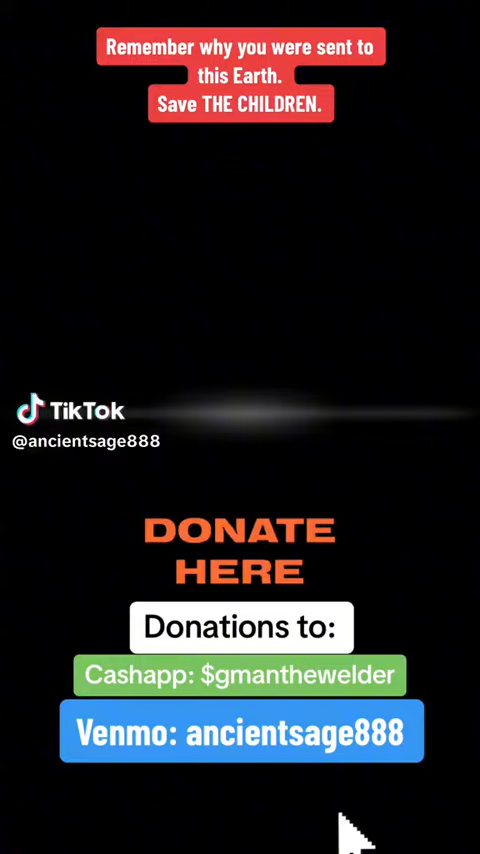 Remember why you were sent to
this Earth.
Save THE CHILDREN.
TikTok
@ancientsage888
DONATE
HERE
Donations to:
Cashapp: $gmanthewelder
Venmo: ancientsage888